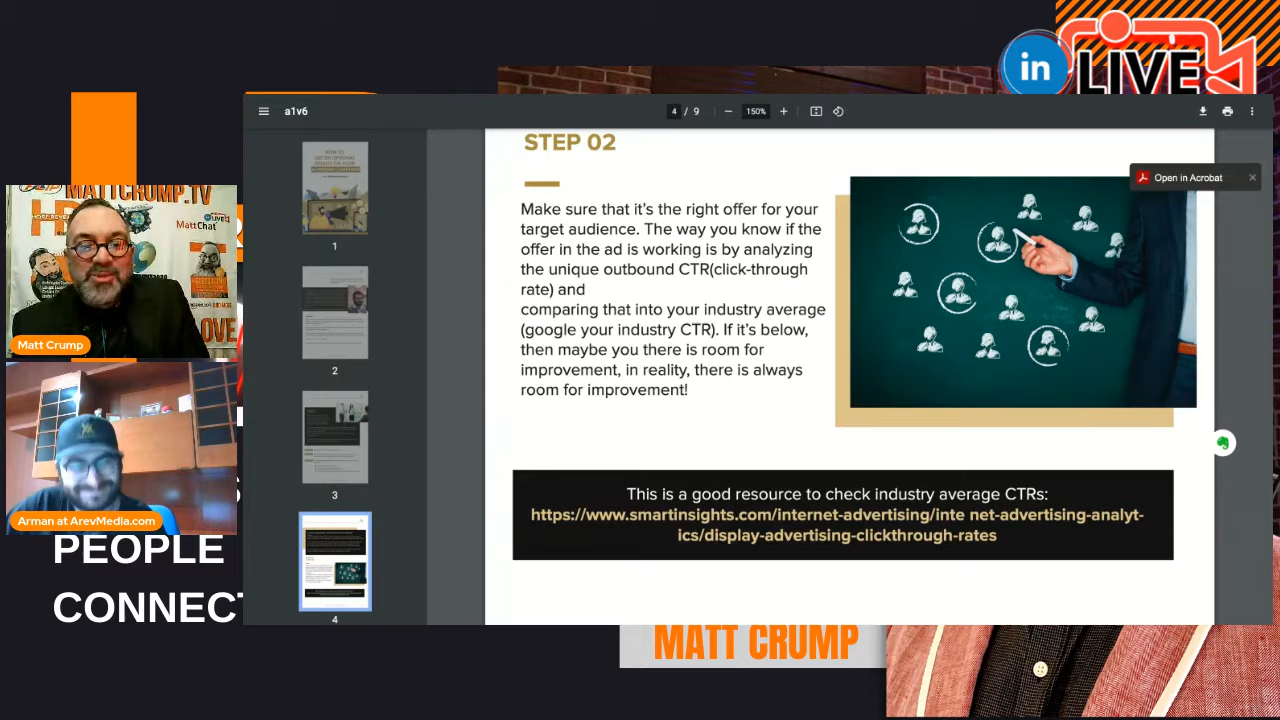 in
LIVE
a1v6
4 / 9
150%
Open in Acrobat
STEP 02
Make sure that it's the right offer for your
target audience. The way you know if the
offer in the ad is working is by analyzing
the unique outbound CTR(click-through
rate) and
comparing that into your industry average
(google your industry CTR). If it's below,
then maybe you there is room for
improvement, in reality, there is always
room for improvement!
This is a good resource to check industry average CTRs:
https://www.smartinsights.com/internet-advertising/inte net-advertising-analyt-
ics/display-advertising-clickthrough-rates
1
2
3
4
MATTCRUMP.TV
MattChat
LIVE
Matt Crump
Arman at ArevMedia.com
PEOPLE
CONNECT
MATT CRUMP